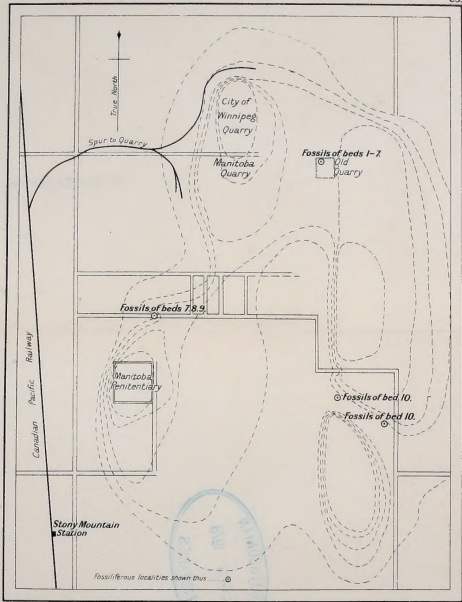 True North
City of
Winnipeg
Quarry
Spur to Quarry
Manitoba
Quarry
Fossils of beds 1-7.
Old
Quarry
Fossils of beds 7.8.9.
Canadian Pacific Railway
Manitoba
Penitentiary
Fossils of bed 10.
Fossils of bed 10.
Stony Mountain
Station
Fossiliferous localities shown thus